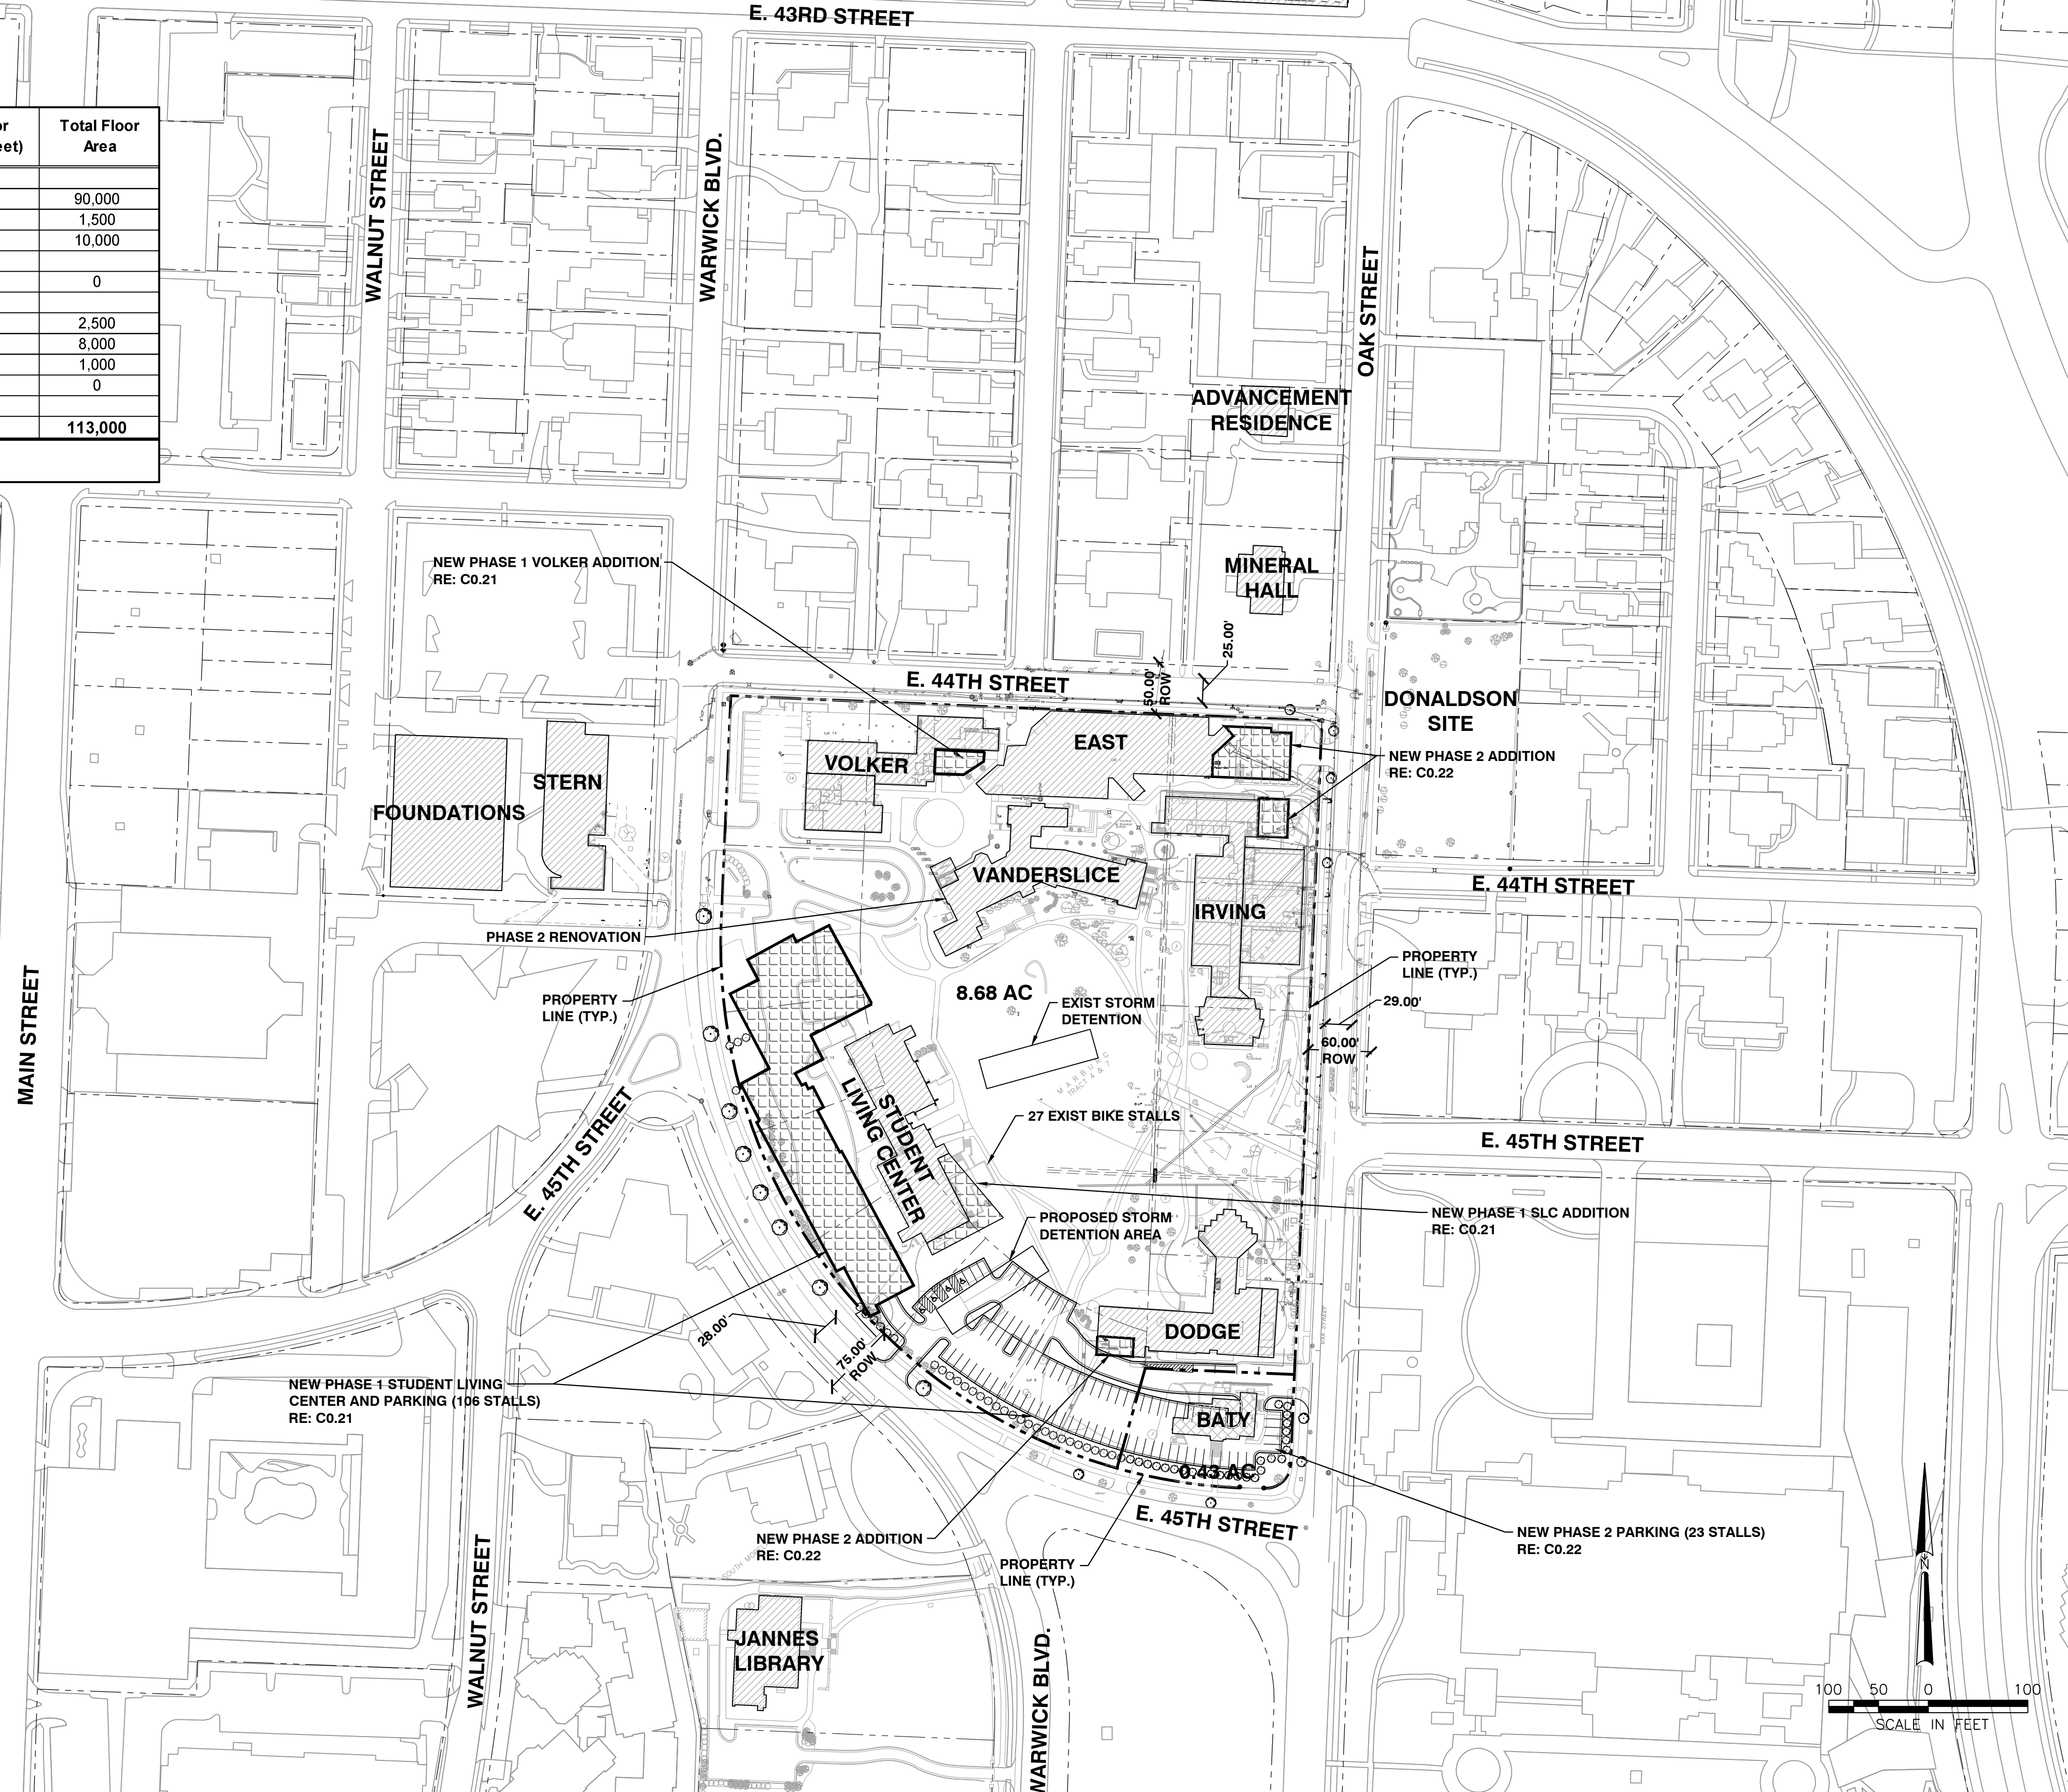 E. 43RD STREET
Total Floor
Area
90,000
1,500
10,000
0
2,500
8,000
1,000
0
113,000
WALNUT STREET
WARWICK BLVD.
OAK STREET
ADVANCEMENT
RESIDENCE
NEW PHASE 1 VOLKER ADDITION
RE: C0.21
MINERAL
HALL
25.00'
50.00'
ROW
E. 44TH STREET
DONALDSON
SITE
EAST
VOLKER
NEW PHASE 2 ADDITION
RE: C0.22
STERN
FOUNDATIONS
VANDERSLICE
E. 44TH STREET
IRVING
PHASE 2 RENOVATION
PROPERTY
LINE (TYP.)
8.68 AC
PROPERTY
LINE (TYP.)
EXIST STORM
DETENTION
29.00'
60.00'
ROW
MAIN STREET
STUDENT
LIVING CENTER
27 EXIST BIKE STALLS
E. 45TH STREET
E. 45TH STREET
NEW PHASE 1 SLC ADDITION
RE: C0.21
PROPOSED STORM
DETENTION AREA
28.00'
75.00'
ROW
DODGE
NEW PHASE 1 STUDENT LIVING
CENTER AND PARKING (106 STALLS)
RE: C0.21
BATY
0.43 AC
E. 45TH STREET
NEW PHASE 2 ADDITION
RE: C0.22
PROPERTY
LINE (TYP.)
NEW PHASE 2 PARKING (23 STALLS)
RE: C0.22
WALNUT STREET
JANNES
LIBRARY
WARWICK BLVD.
N
100 50 0 100
SCALE IN FEET